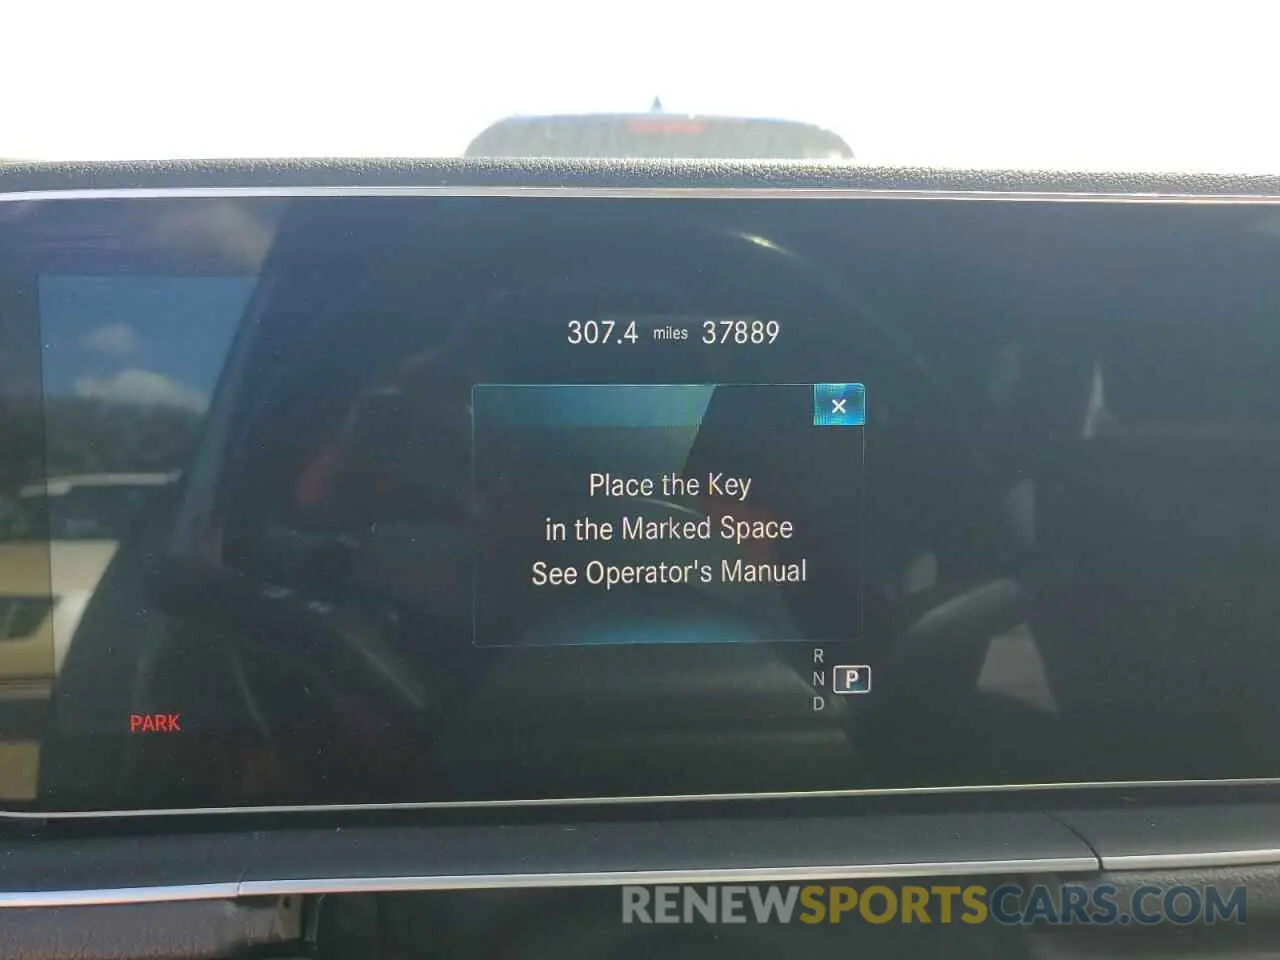 307.4 miles 37889
×
Place the Key
in the Marked Space
See Operator's Manual
R
N P
D
PARK
RENEWSPORTSCARS.COM